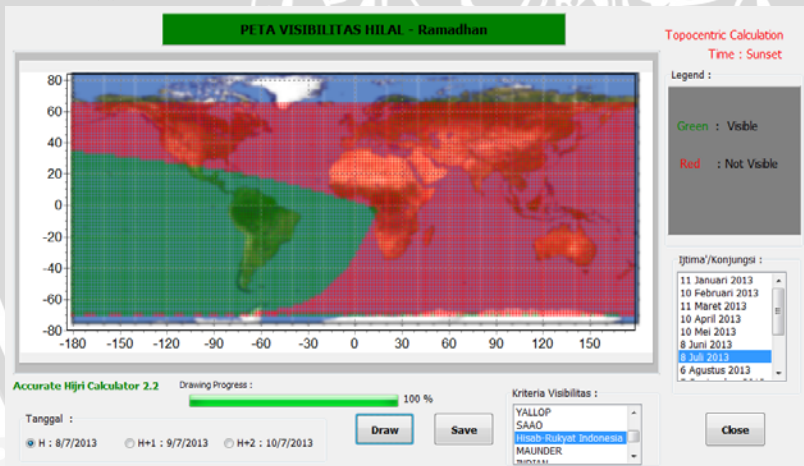 PETA VISIBILITAS HILAL - Ramadhan
Topocentric Calculation
Time : Sunset
Legend :
Green : Visible
Red : Not Visible
80
60
40
20
0
-20
-40
-60
-80
-180 -150 -120 -90 -60 -30 0 30 60 90 120 150
Ijtima'/Konjungsi :
11 Januari 2013
10 Februari 2013
11 Maret 2013
10 April 2013
10 Mei 2013
8 Juni 2013
8 Juli 2013
6 Agustus 2013
Accurate Hijri Calculator 2.2
Drawing Progress :
100 %
Tanggal :
H : 8/7/2013
H+1 : 9/7/2013
H+2 : 10/7/2013
Draw
Save
Kriteria Visibilitas :
YALLOP
SAAO
Hisab-Rukyat Indonesia
MAUNDER
INDIAN
Close